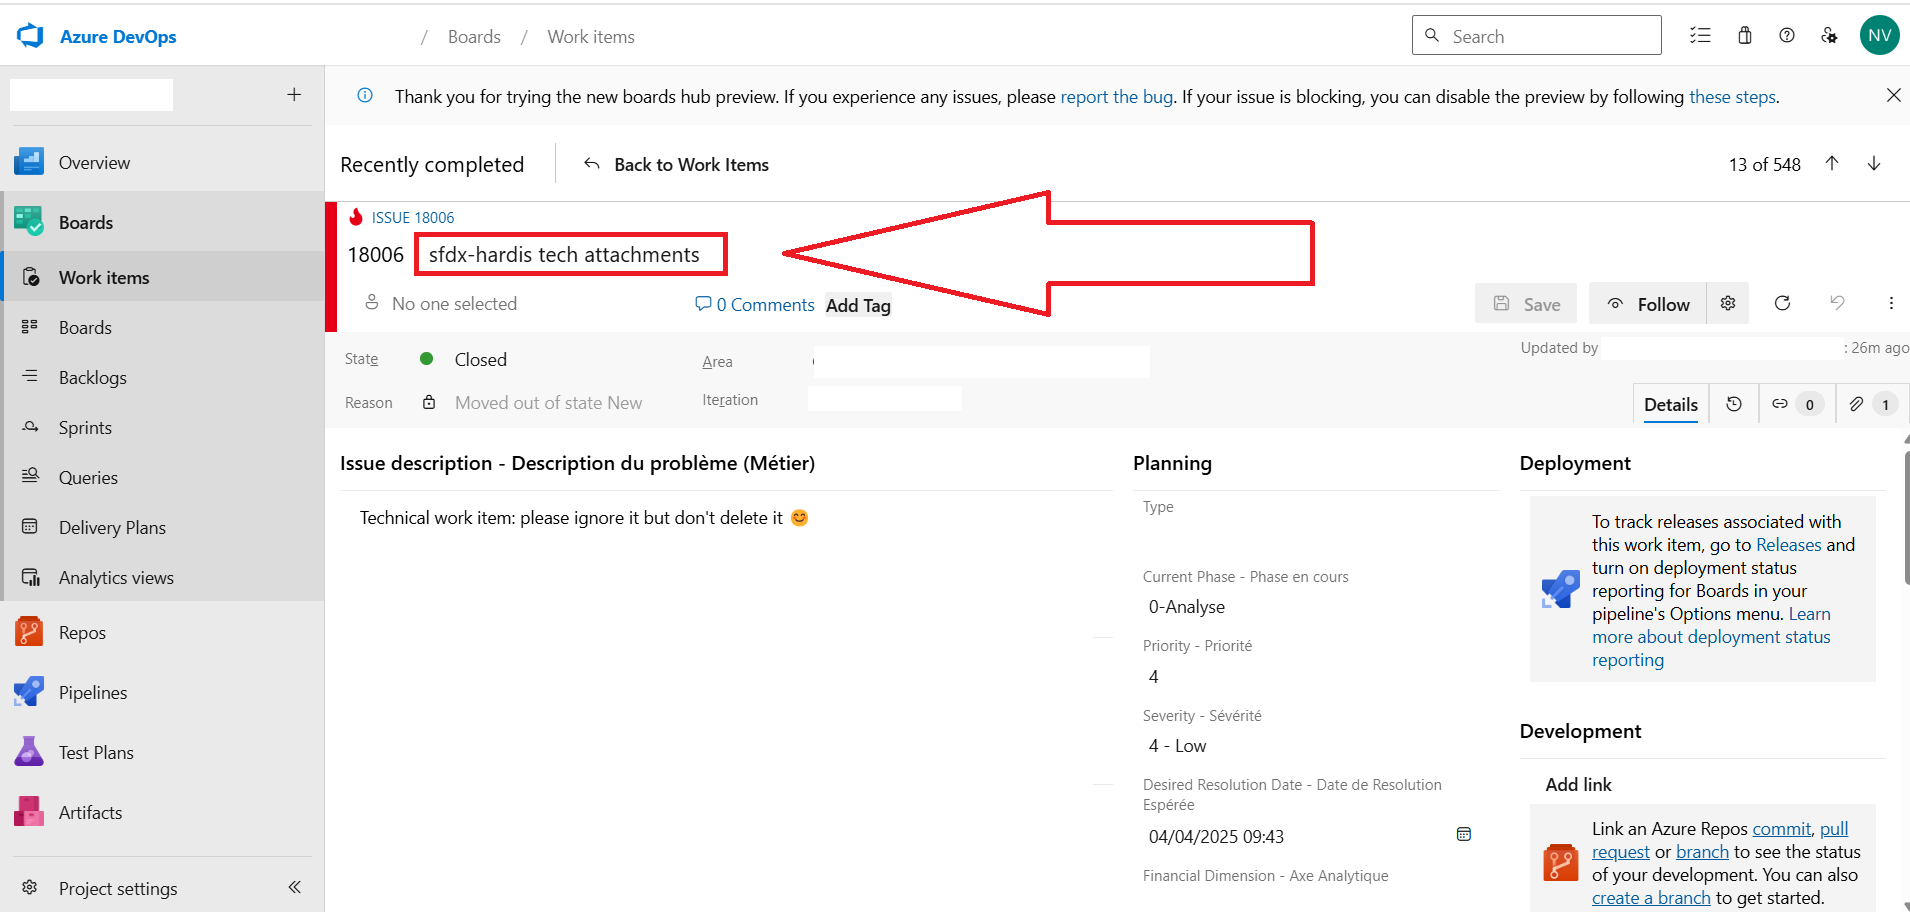 Azure DevOps
/ Boards / Work items
Search
NV
Thank you for trying the new boards hub preview. If you experience any issues, please report the bug. If your issue is blocking, you can disable the preview by following these steps.
Overview
Boards
Work items
Boards
Backlogs
Sprints
Queries
Delivery Plans
Analytics views
Repos
Pipelines
Test Plans
Artifacts
Project settings
Recently completed
Back to Work Items
13 of 548
ISSUE 18006
18006 sfdx-hardis tech attachments
No one selected
0 Comments
Add Tag
Save
Follow
State
Closed
Area
Updated by : 26m ago
Reason
Moved out of state New
Iteration
Details
0
1
Issue description - Description du problème (Métier)
Technical work item: please ignore it but don't delete it 😊
Planning
Type
Current Phase - Phase en cours
0-Analyse
Priority - Priorité
4
Severity - Sévérité
4 - Low
Desired Resolution Date - Date de Resolution
Espérée
04/04/2025 09:43
Financial Dimension - Axe Analytique
Deployment
To track releases associated with
this work item, go to Releases and
turn on deployment status
reporting for Boards in your
pipeline's Options menu. Learn
more about deployment status
reporting
Development
Add link
Link an Azure Repos commit, pull
request or branch to see the status
of your development. You can also
create a branch to get started.